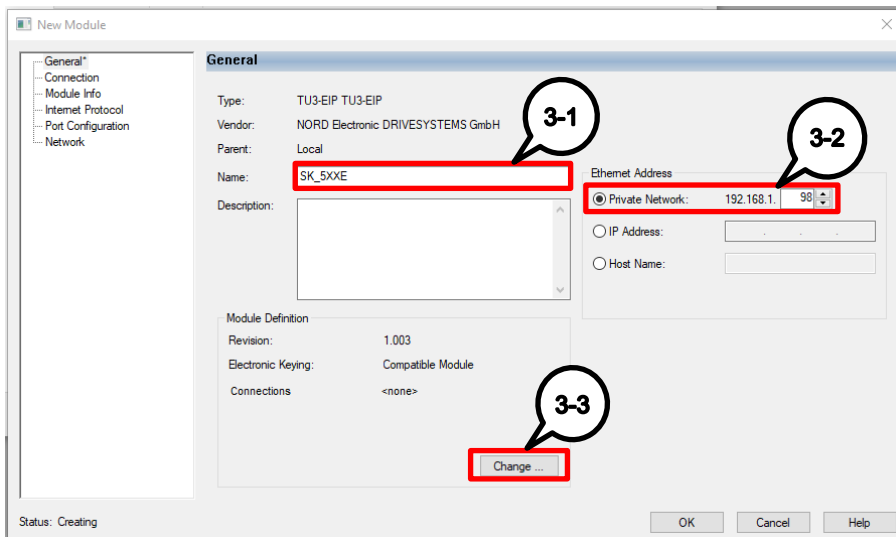 New Module
General*
Connection
Module Info
Internet Protocol
Port Configuration
Network
General
Type: TU3-EIP TU3-EIP
Vendor: NORD Electronic DRIVESYSTEMS GmbH
Parent: Local
Name: SK_5XXE
Description:
3-1
3-2
Ethernet Address
Private Network: 192.168.1. 98
IP Address: . . .
Host Name:
Module Definition
Revision: 1.003
Electronic Keying: Compatible Module
Connections <none>
3-3
Change ...
Status: Creating
OK Cancel Help